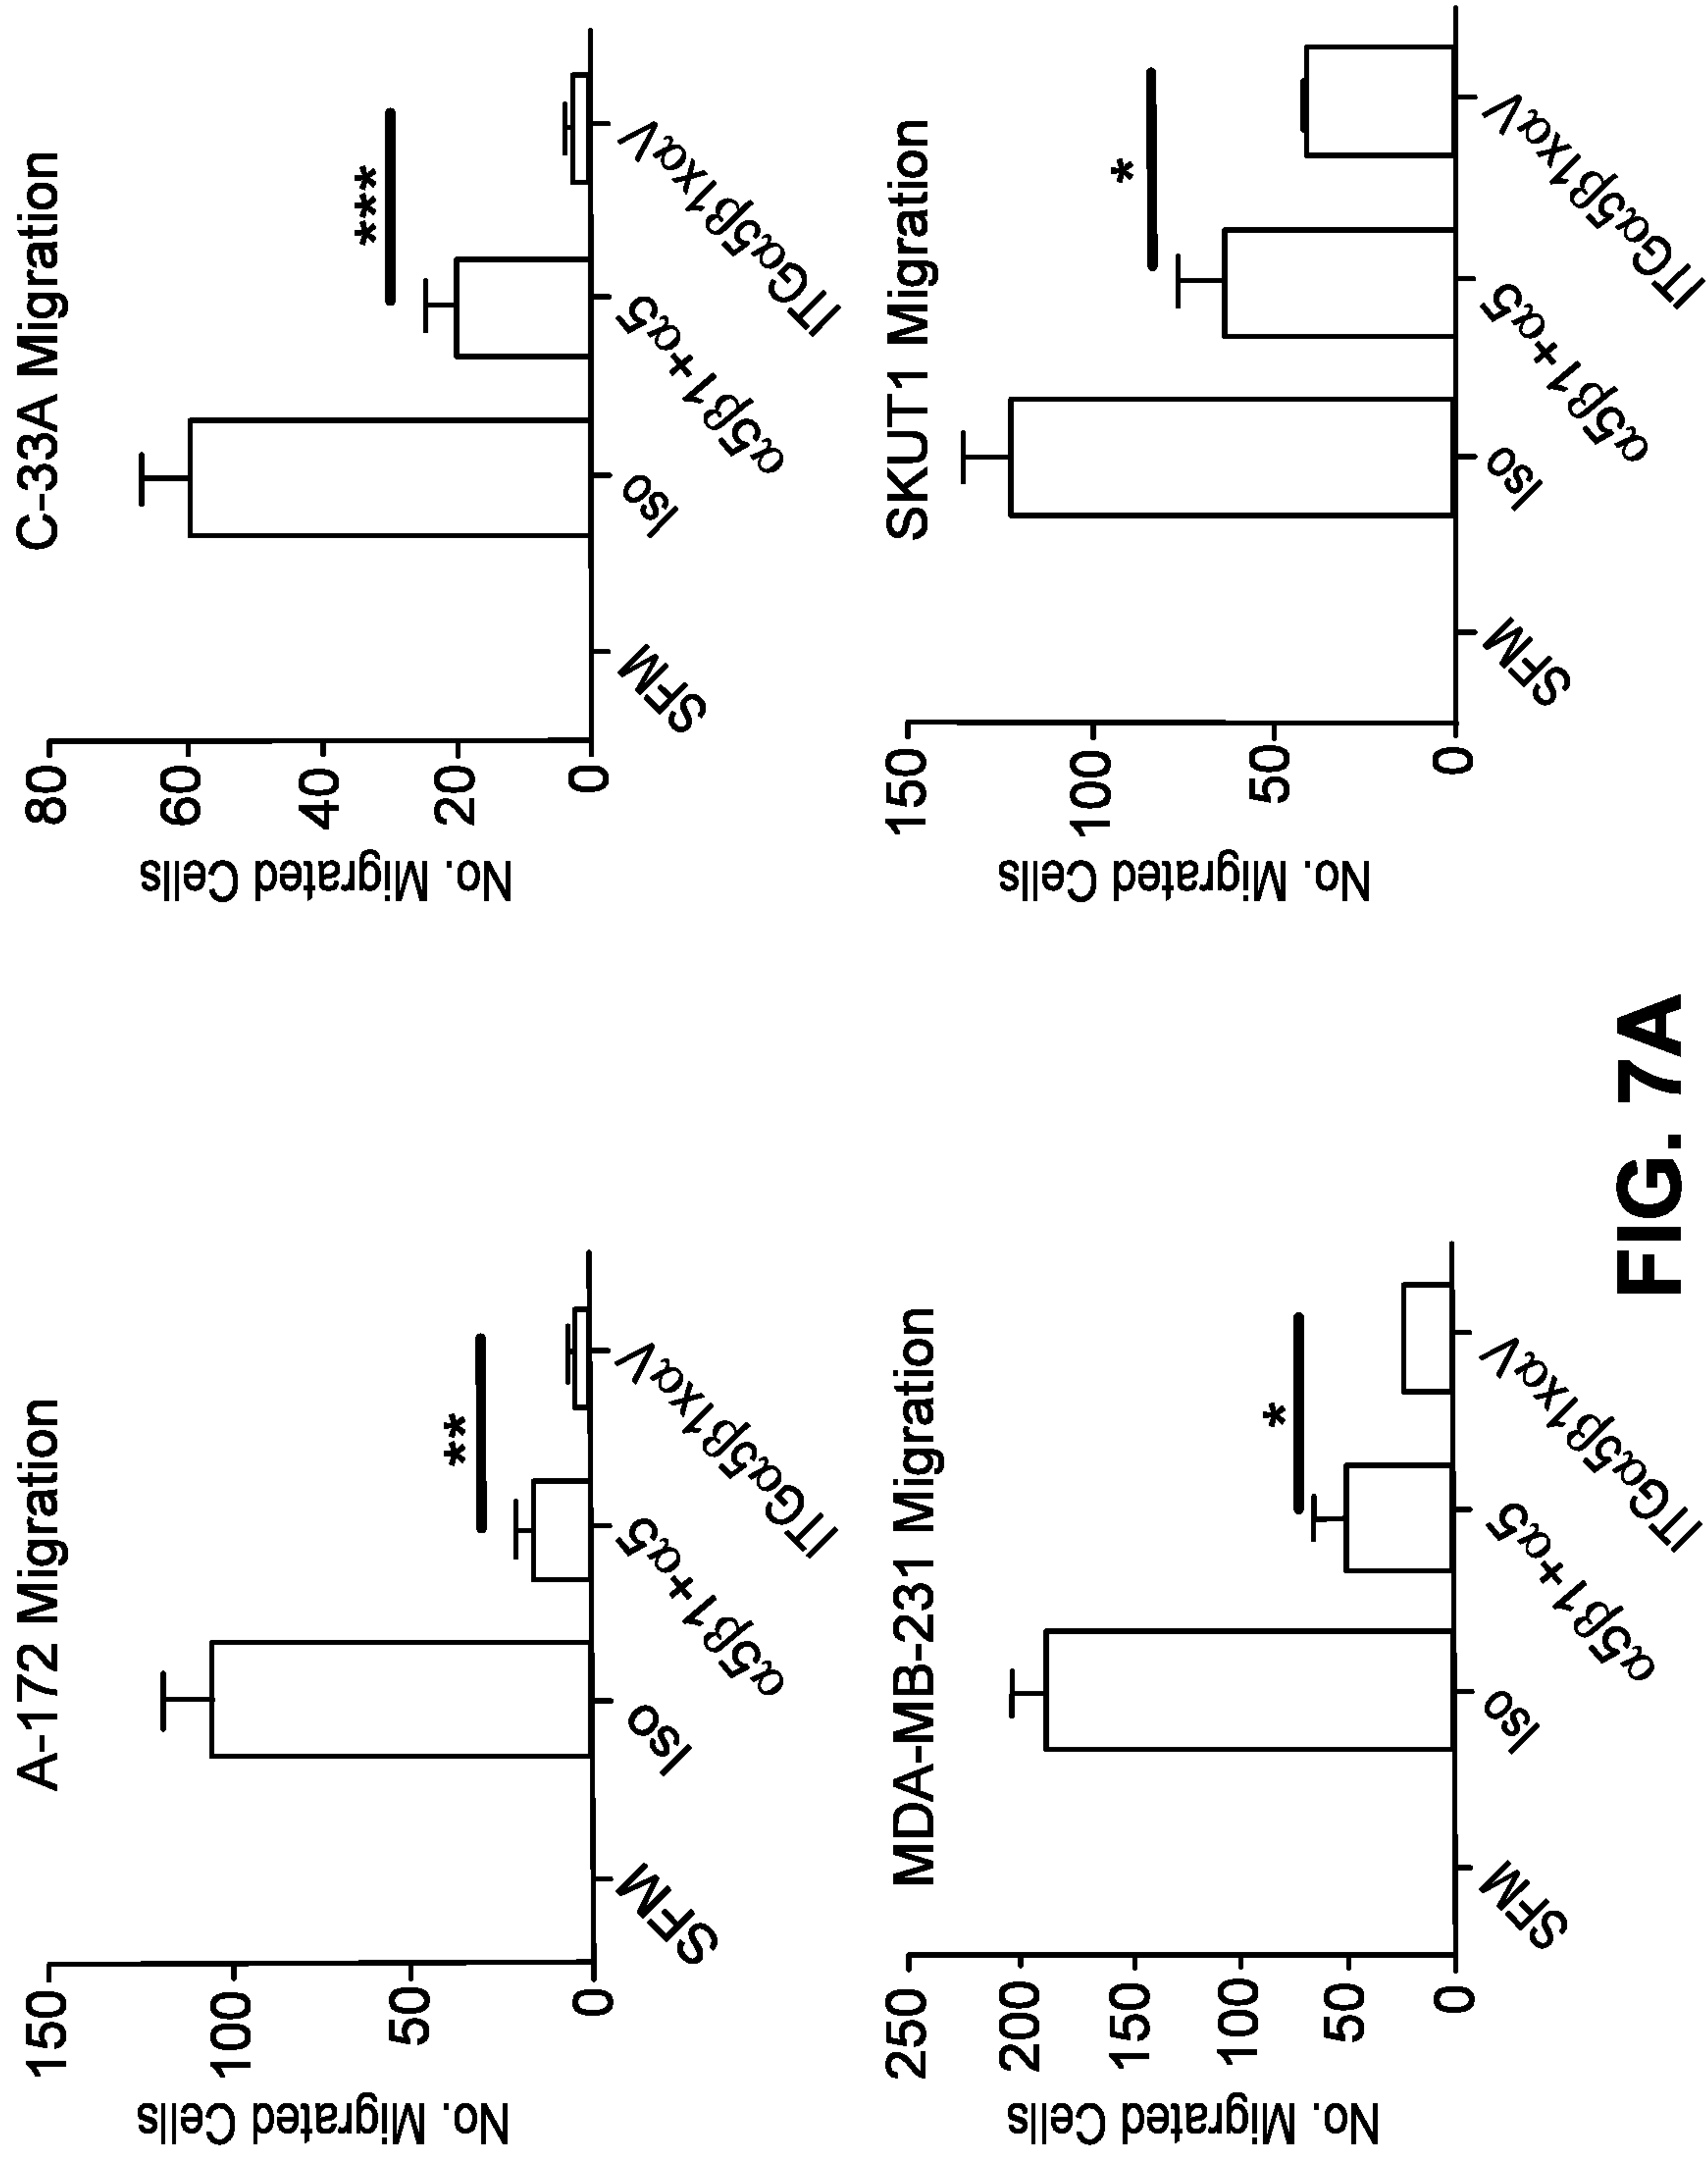 A-172 Migration
No. Migrated Cells
150
100
50
0
SFM
Iso
α5β1+α5
ITGα5β1xαV
**
C-33A Migration
No. Migrated Cells
80
60
40
20
0
SFM
Iso
α5β1+α5
ITGα5β1xαV
***
MDA-MB-231 Migration
No. Migrated Cells
250
200
150
100
50
0
SFM
Iso
α5β1+α5
ITGα5β1xαV
*
SKUT1 Migration
No. Migrated Cells
150
100
50
0
SFM
Iso
α5β1+α5
ITGα5β1xαV
*
FIG. 7A